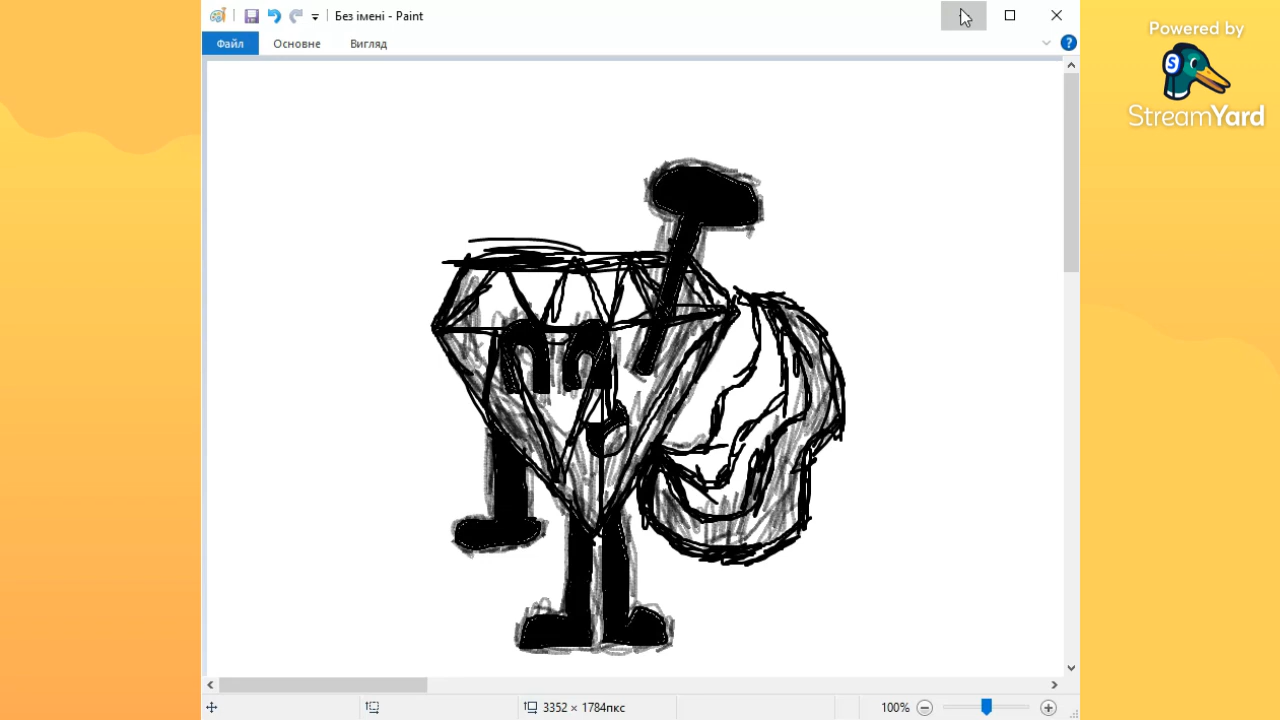 Без імені - Paint
Файл Основне Вигляд
?
Powered by
S
StreamYard
3352 × 1784пкс
100%